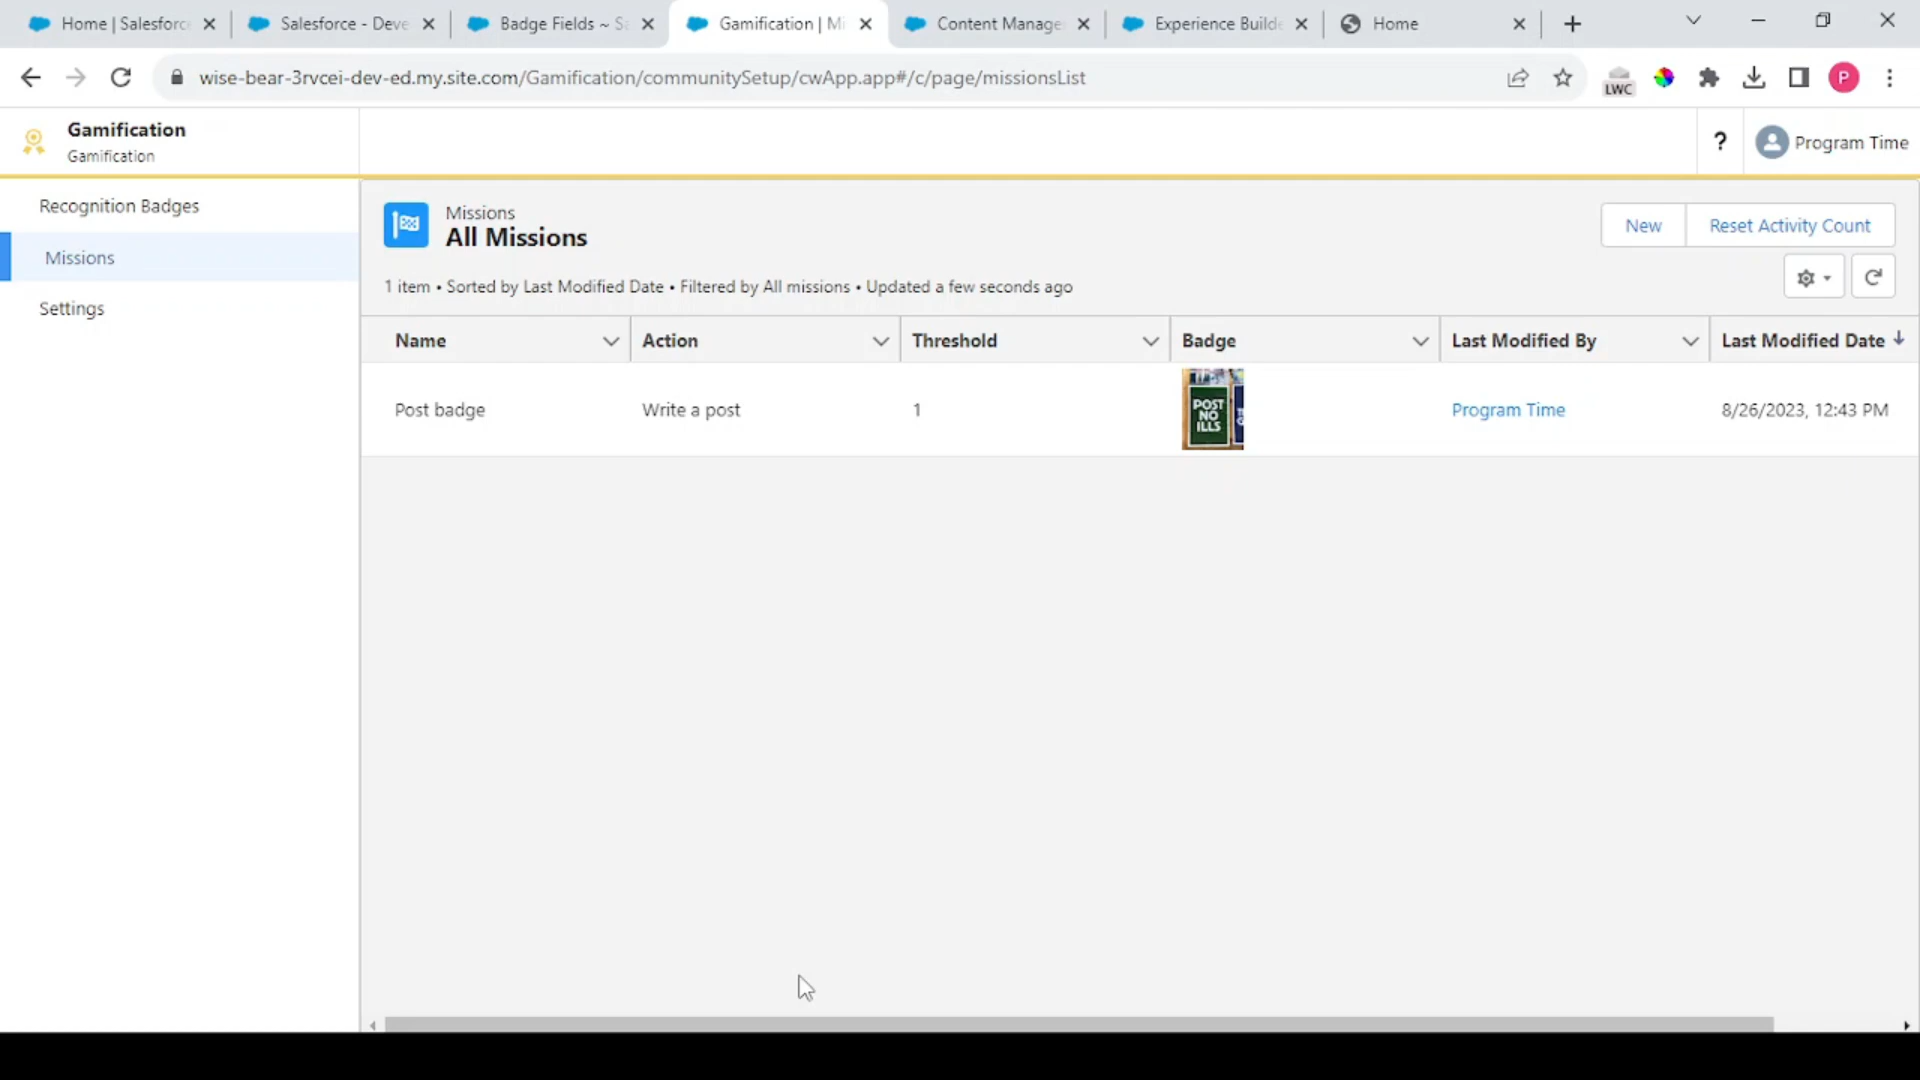 Home | Salesforc
Salesforce - Deve
Badge Fields ~ Sa
Gamification | Mi
Content Manage
Experience Builde
Home
wise-bear-3rvcei-dev-ed.my.site.com/Gamification/communitySetup/cwApp.app#/c/page/missionsList
LWC
P
Gamification
Gamification
?
Program Time
Recognition Badges
Missions
Settings
Missions
All Missions
New
Reset Activity Count
1 item • Sorted by Last Modified Date • Filtered by All missions • Updated a few seconds ago
Name
Action
Threshold
Badge
Last Modified By
Last Modified Date
Post badge
Write a post
1
POST
NO
ILLS
Program Time
8/26/2023, 12:43 PM